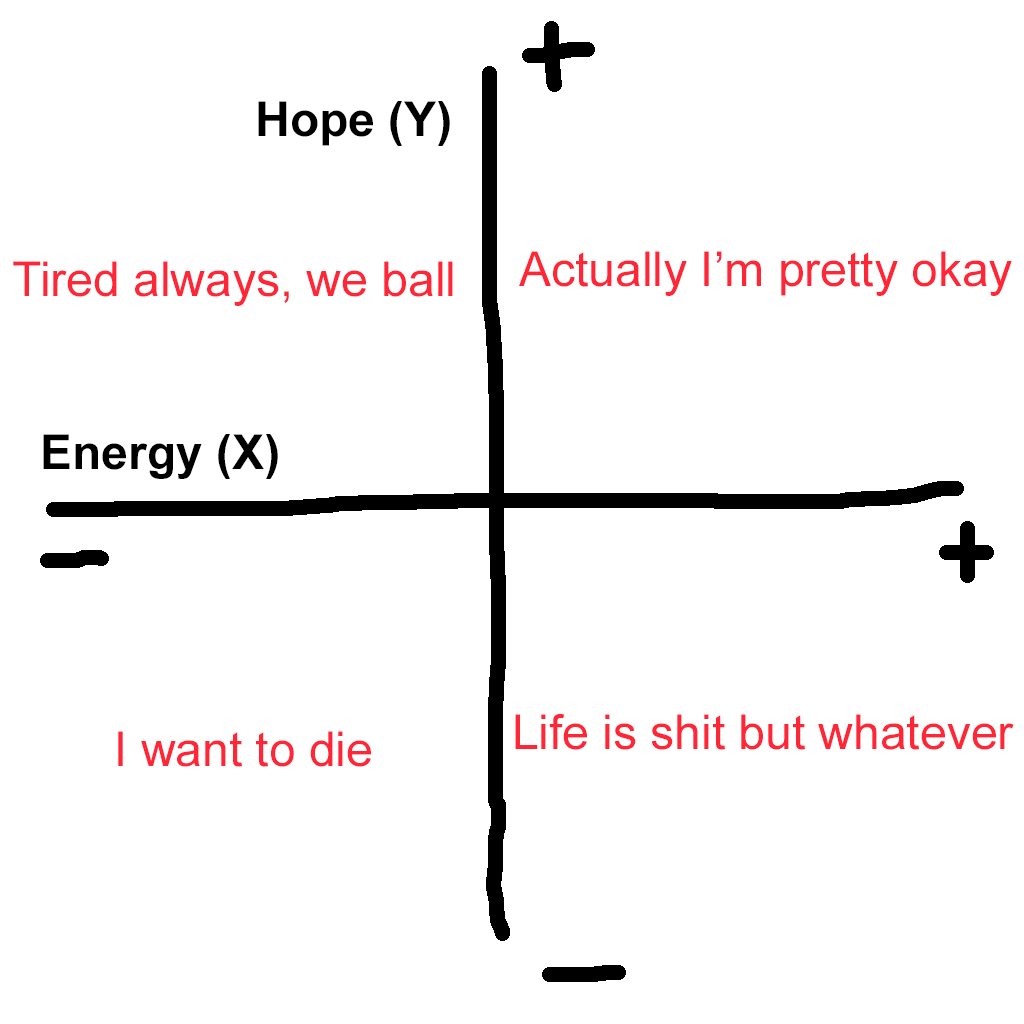 +
Hope (Y)
Tired always, we ball
Actually I’m pretty okay
Energy (X)
—
+
I want to die
Life is shit but whatever
—